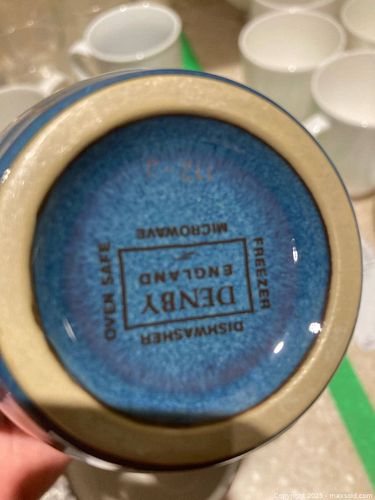 MICROWAVE
OVEN SAFE
DENBY
ENGLAND
FREEZER
DISHWASHER
Copyright 2025 - maxsold.com